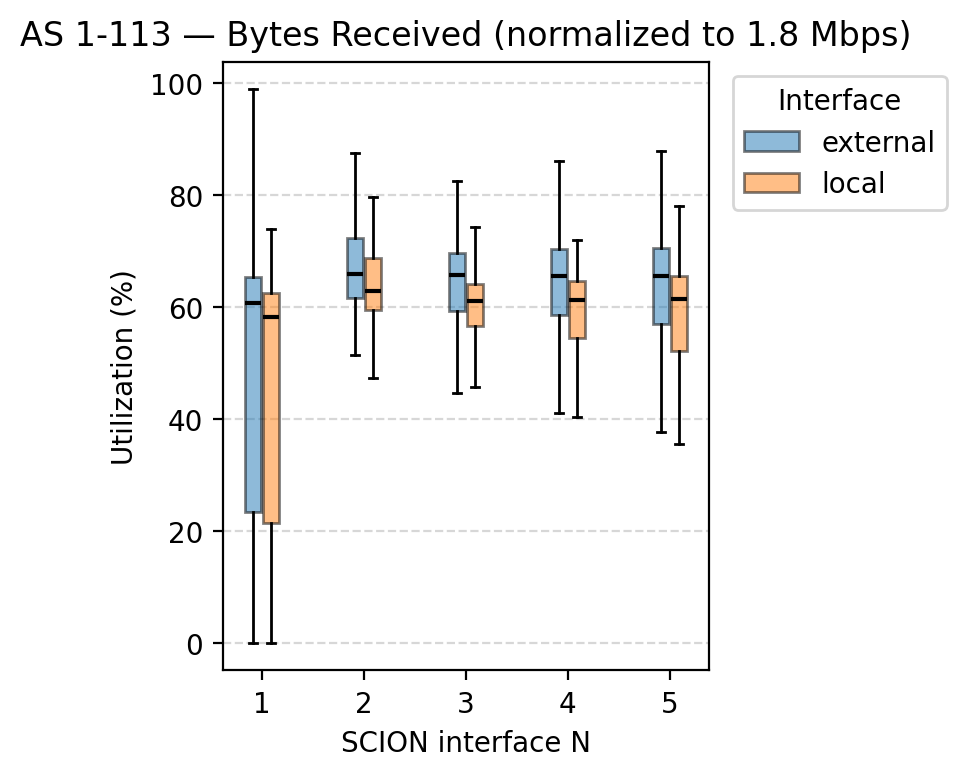 AS 1-113 — Bytes Received (normalized to 1.8 Mbps)
Interface
external
local
Utilization (%)
100
80
60
40
20
0
1 2 3 4 5
SCION interface N